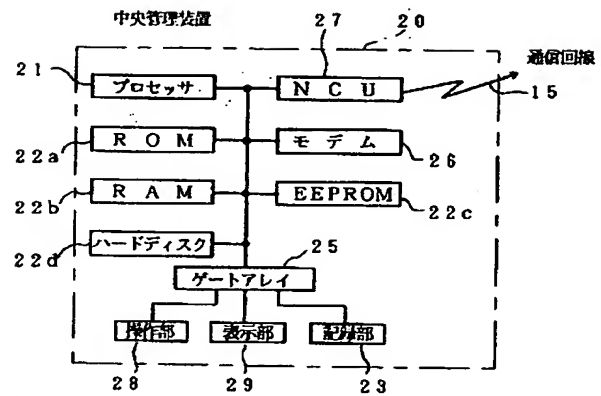 中央管理装置
27
20
通信回線
21
プロセッサ
NCU
15
ROM
モデム
22a
26
RAM
EEPROM
22b
22c
ハードディスク
25
22d
ゲートアレイ
操作部
表示部
記録部
28
29
23